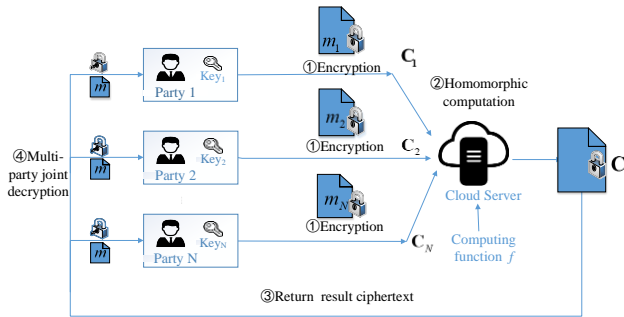 m1
C1
Key1
①Encryption
m
Party 1
②Homomorphic
computation
m2
④Multi-
party joint
decryption
Key2
①Encryption
C2
m
Party 2
C
Cloud Server
mN
KeyN
①Encryption
m
Party N
CN
Computing
function f
③Return result ciphertext